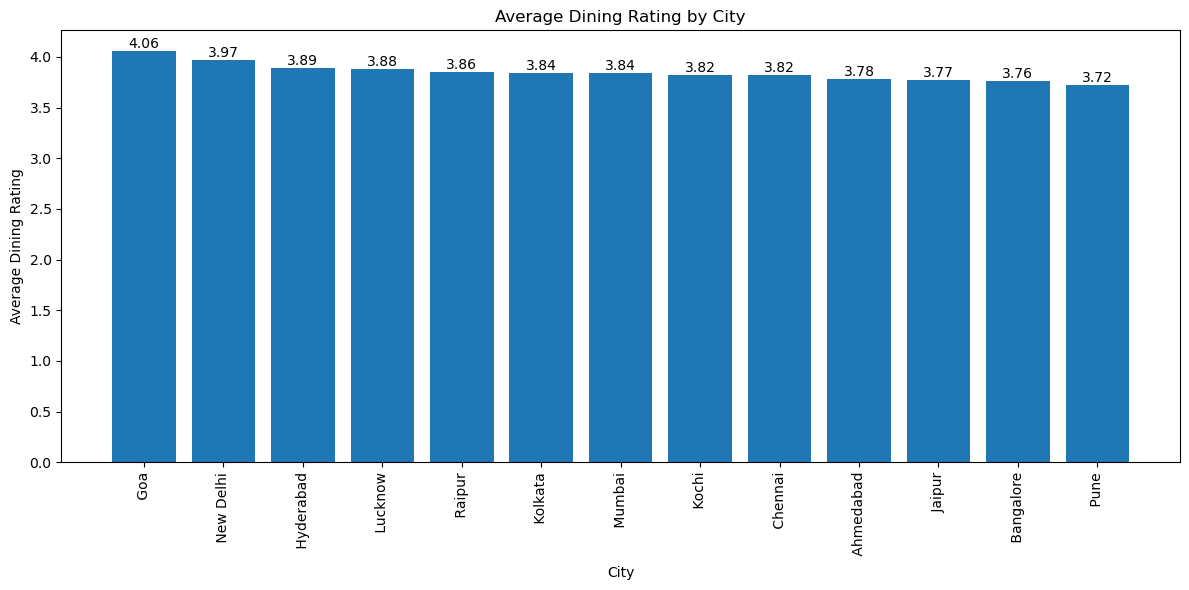 Average Dining Rating by City
Average Dining Rating
4.0
3.5
3.0
2.5
2.0
1.5
1.0
0.5
0.0
4.06
3.97
3.89
3.88
3.86
3.84
3.84
3.82
3.82
3.78
3.77
3.76
3.72
Goa
New Delhi
Hyderabad
Lucknow
Raipur
Kolkata
Mumbai
Kochi
Chennai
Ahmedabad
Jaipur
Bangalore
Pune
City